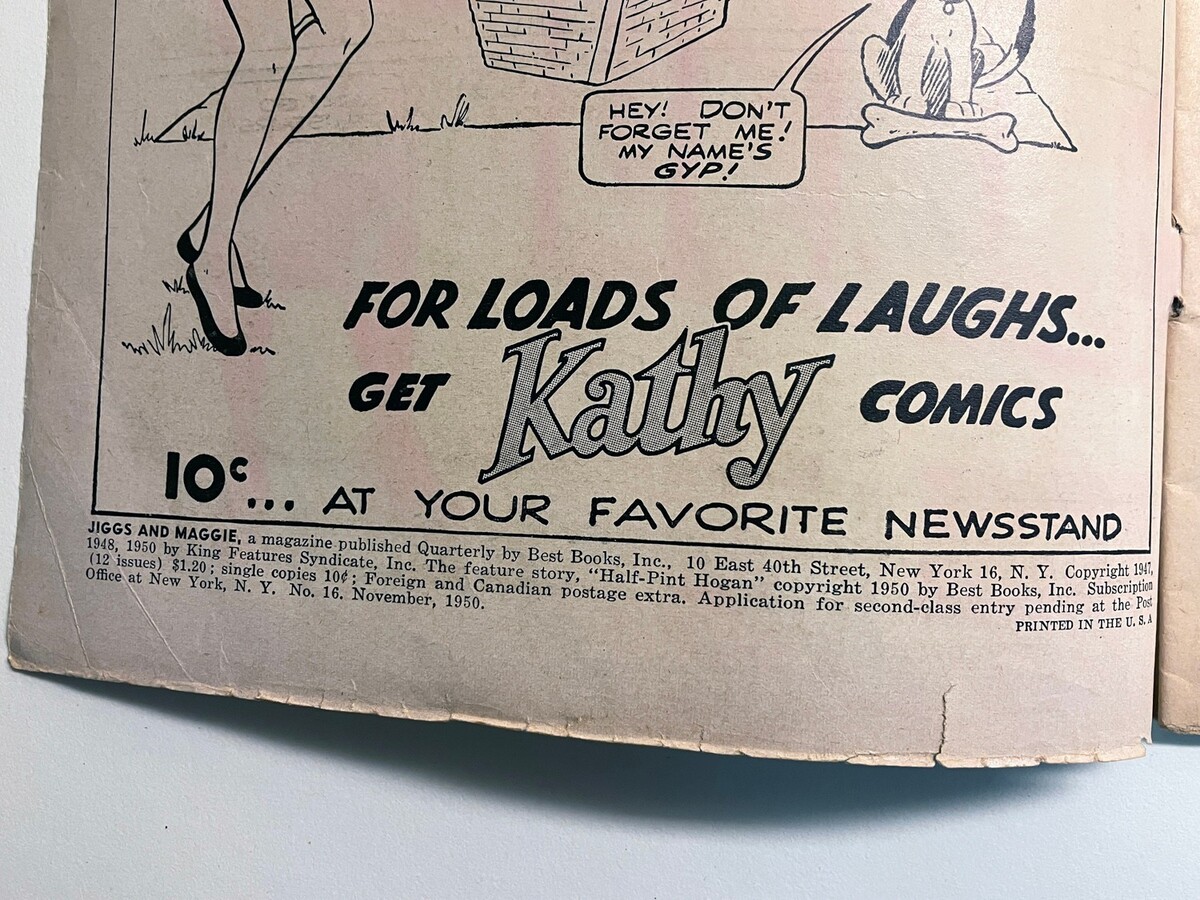 HEY! DON'T
FORGET ME!
MY NAME'S
GYP!
FOR LOADS OF LAUGHS...
GET Kathy COMICS
10c... AT YOUR FAVORITE NEWSSTAND
JIGGS AND MAGGIE, a magazine published Quarterly by Best Books, Inc., 10 East 40th Street, New York 16, N. Y. Copyright 1947,
1948, 1950 by King Features Syndicate, Inc. The feature story, "Half-Pint Hogan" copyright 1950 by Best Books, Inc. Subscription
(12 issues) $1.20; single copies 10¢; Foreign and Canadian postage extra. Application for second-class entry pending at the Post
Office at New York, N. Y. No. 16. November, 1950.
PRINTED IN THE U. S. A